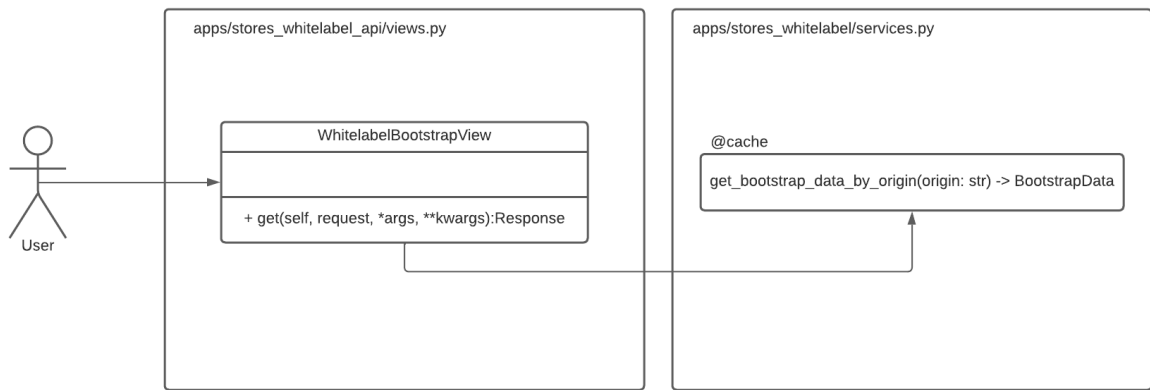 apps/stores_whitelabel_api/views.py
apps/stores_whitelabel/services.py
WhitelabelBootstrapView
@cache
get_bootstrap_data_by_origin(origin: str) -> BootstrapData
+ get(self, request, *args, **kwargs):Response
User